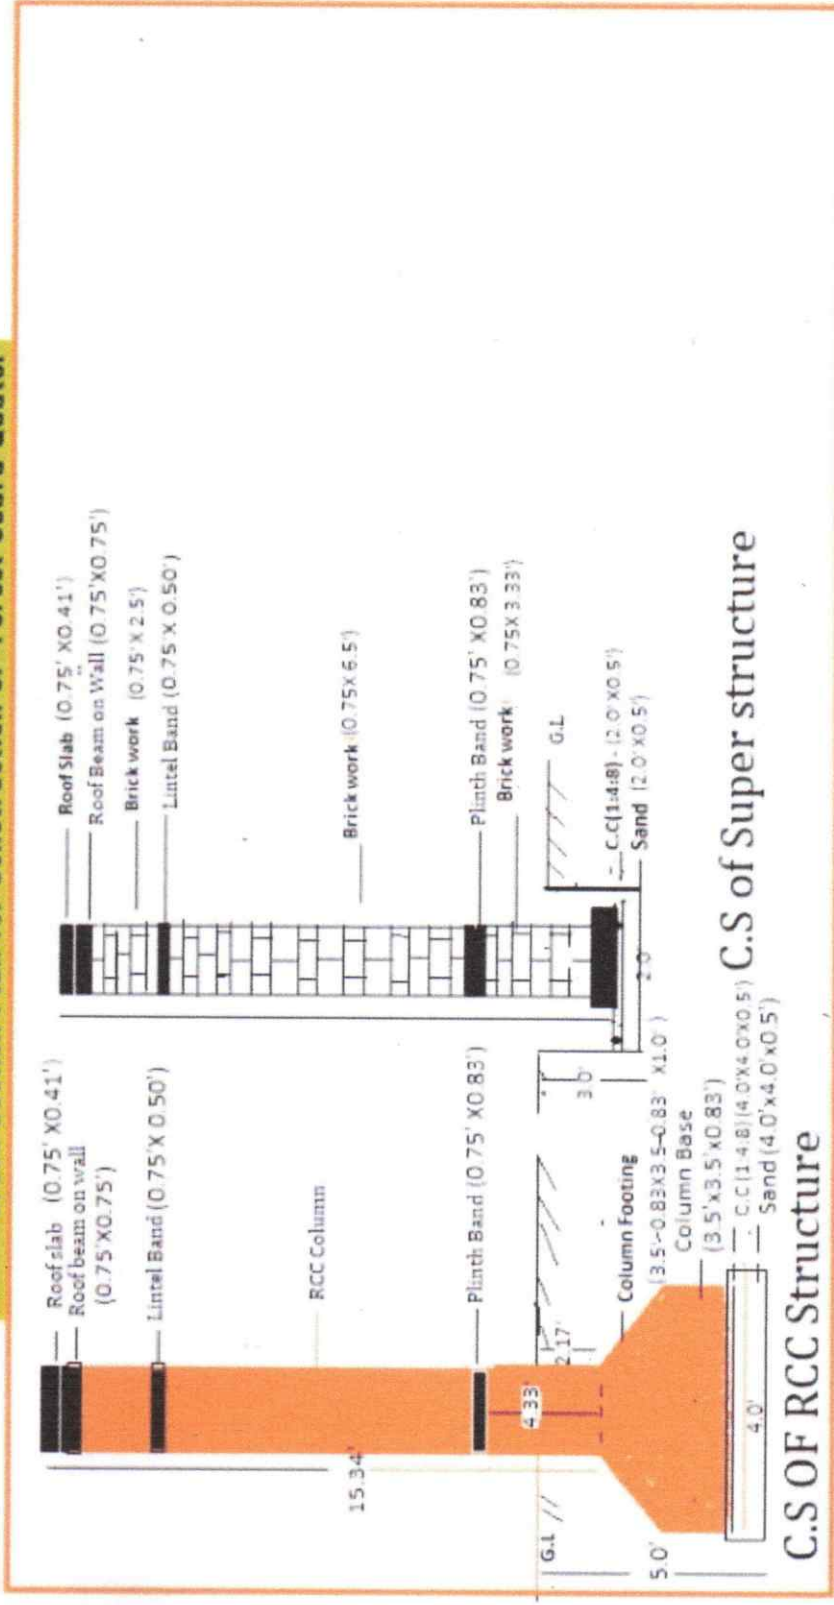 Roof slab (0.75' X0.41')
Roof beam on wall
(0.75'X0.75')
Lintel Band (0.75'X 0.50')
RCC Column
15.34'
Plinth Band (0.75' X0.83')
4.33'
2.17'
G.L
Column Footing
(3.5'-0.83X3.5-0.83' X1.0')
5.0'
Column Base
(3.5'x3.5'x0.83')
4.0'
C.C(1:4:8)(4.0'X4.0'x0.5')
Sand(4.0'x4.0'x0.5')
C.S OF RCC Structure
Roof Slab (0.75' X0.41')
Roof Beam on Wall (0.75'X0.75')
Brick work (0.75' X 2.5')
Lintel Band (0.75'X 0.50')
Brick work (0.75X 6.5')
Plinth Band (0.75' X0.83')
Brick work (0.75X 3.33')
G.L
3.0'
2.0'
C.C(1:4:8) - (2.0' X0.5')
Sand (2.0'X0.5')
C.S of Super structure